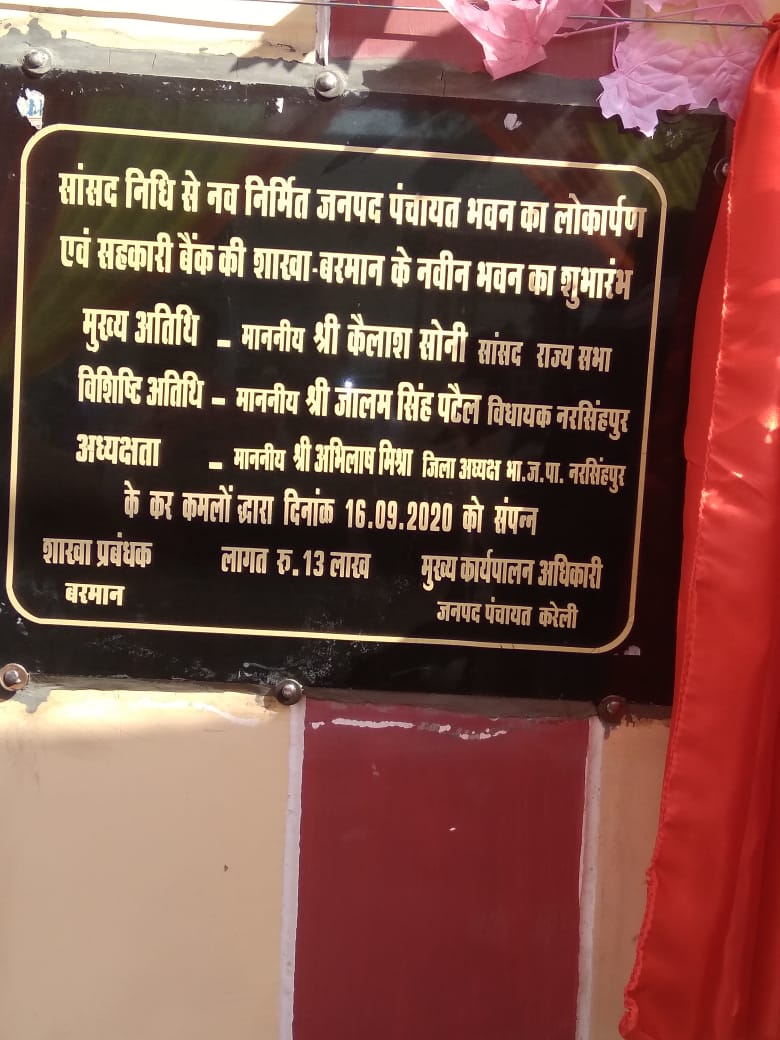 सांसद निधि से नव निर्मित जनपद पंचायत भवन का लोकार्पण
एवं सहकारी बैंक की शाखा-बरमान के नवीन भवन का शुभारंभ
मुख्य अतिथि – माननीय श्री कैलाश सोनी सांसद राज्य सभा
विशिष्टि अतिथि – माननीय श्री जालम सिंह पटैल विधायक नरसिंहपुर
अध्यक्षता – माननीय श्री अभिलाष मिश्रा जिला अध्यक्ष भा.ज.पा. नरसिंहपुर
के कर कमलों द्धारा दिनांक 16.09.2020 को संपन्न
शाखा प्रबंधक लागत रु. 13 लाख मुख्य कार्यपालन अधिकारी
बरमान जनपद पंचायत करेली